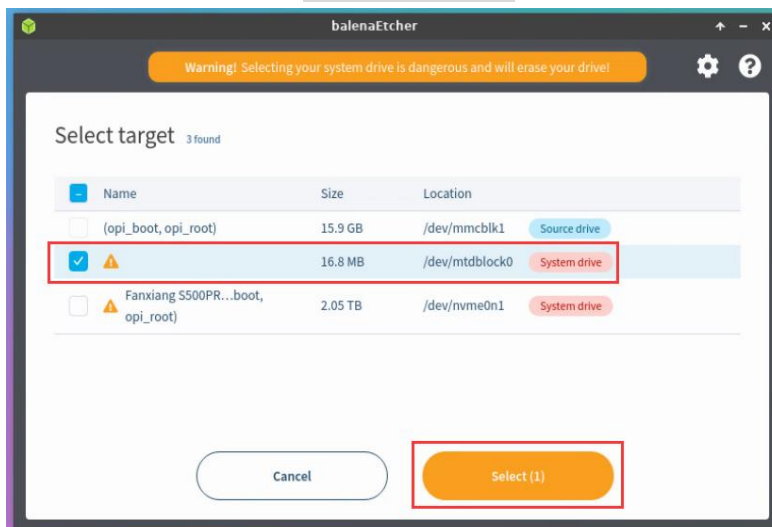 balenaEtcher
Warning! Selecting your system drive is dangerous and will erase your drive!
Select target 3 found
Name Size Location
(opi_boot, opi_root) 15.9 GB /dev/mmcblk1 Source drive
16.8 MB /dev/mtdblock0 System drive
Fanxiang S500PR…boot,
opi_root) 2.05 TB /dev/nvme0n1 System drive
Cancel Select (1)